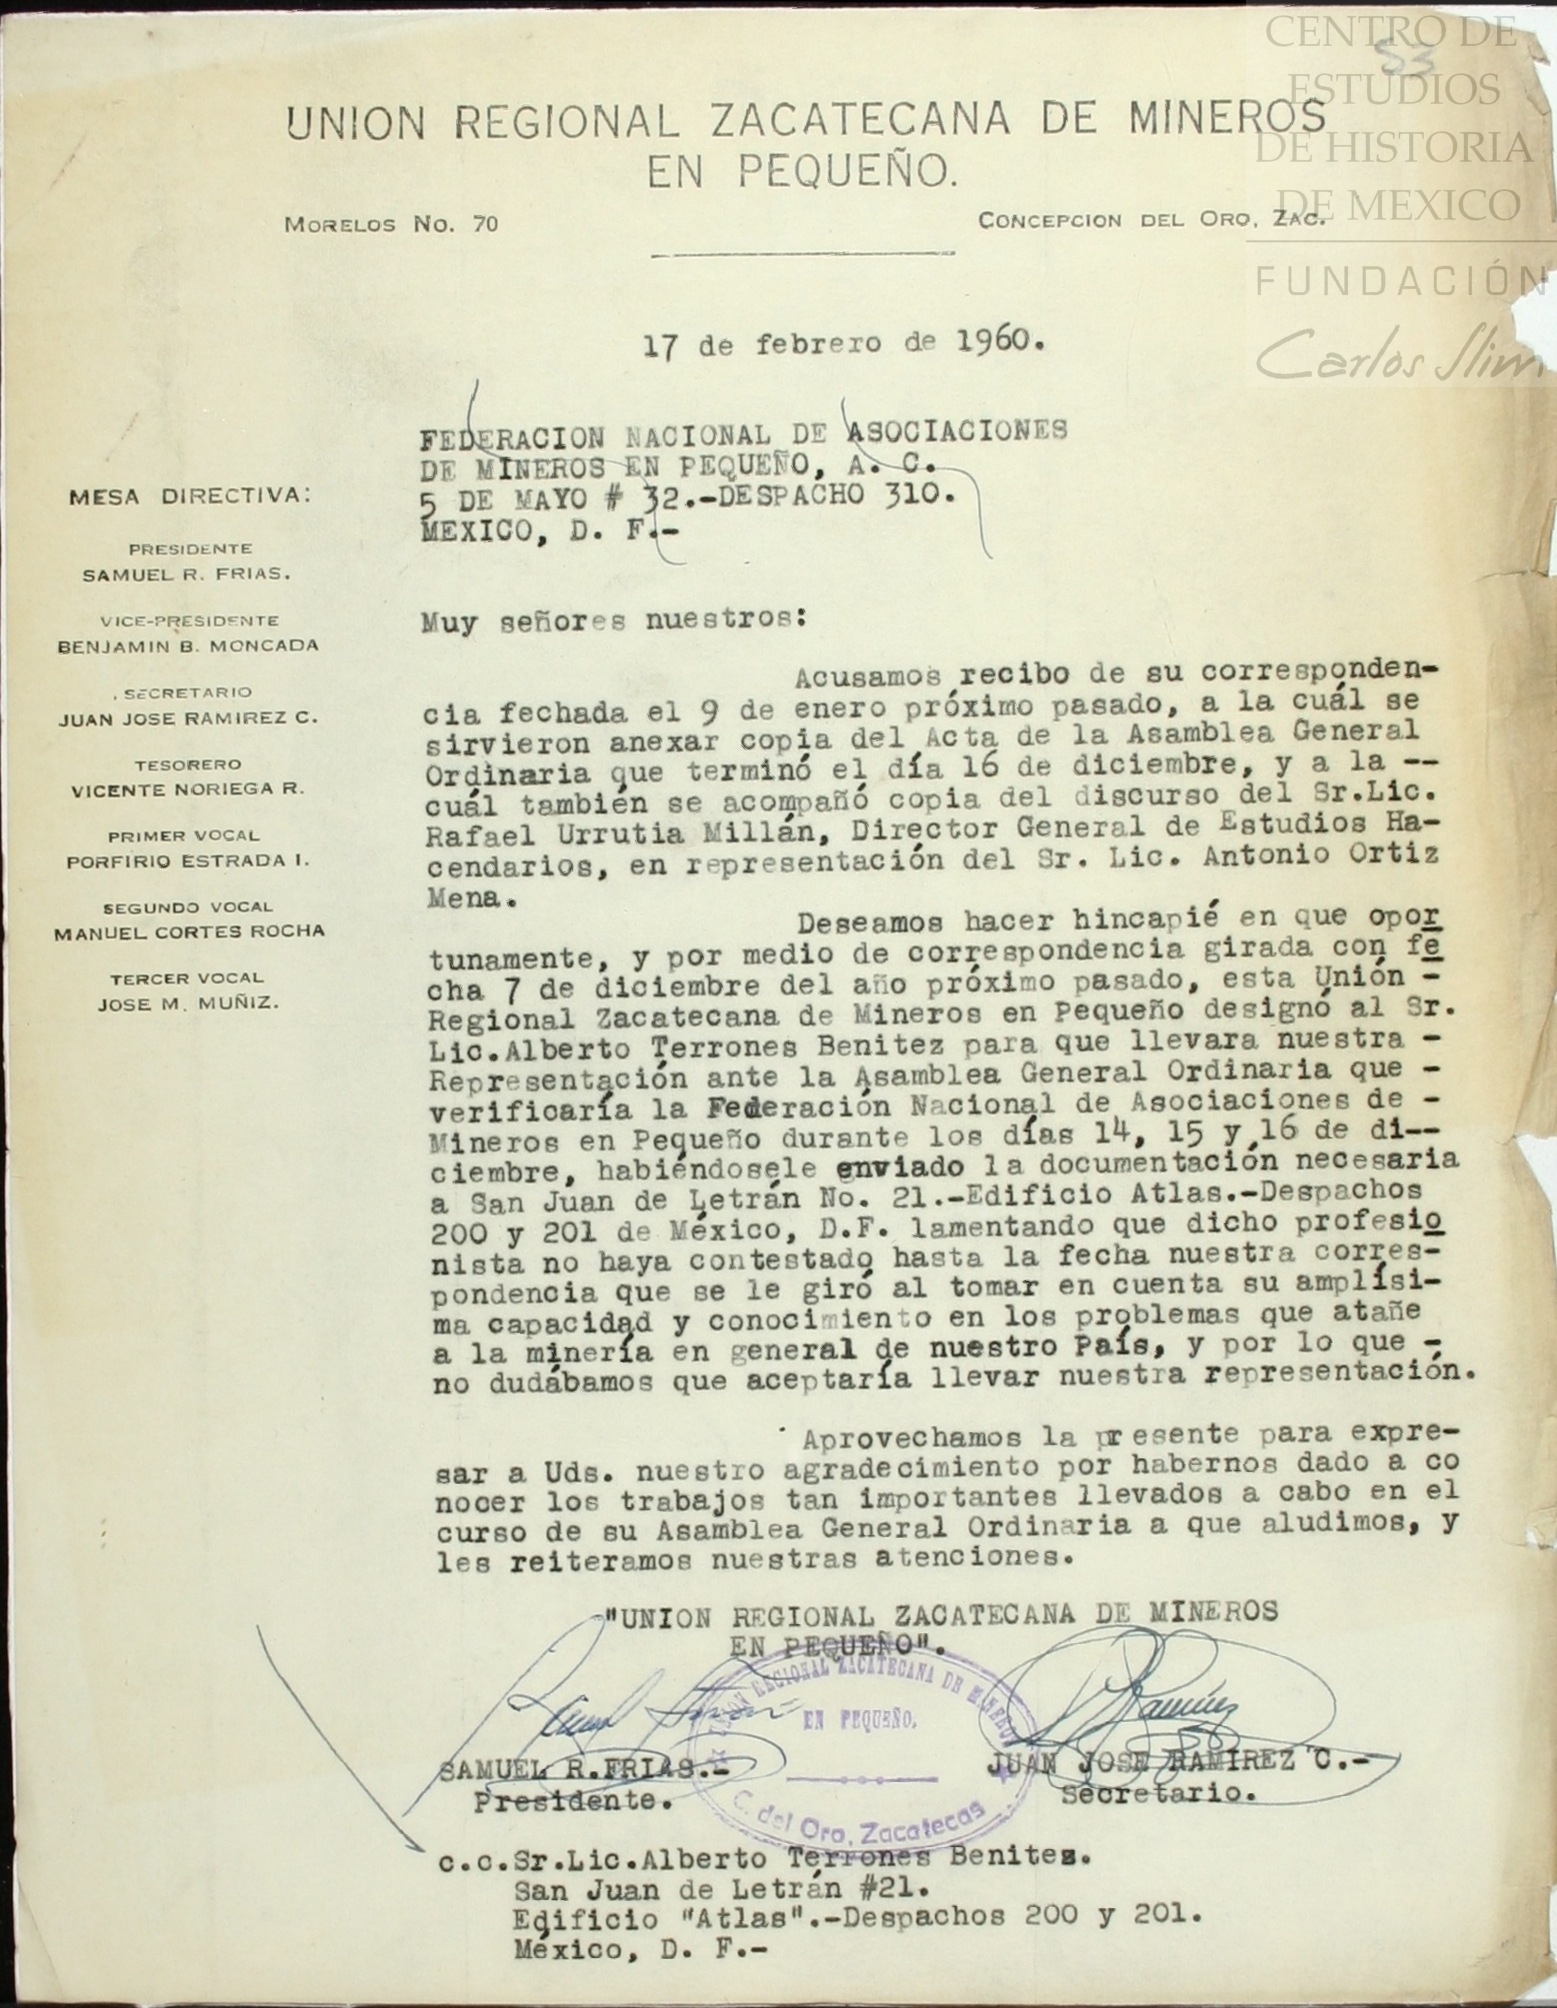 CENTRO DE
ESTUDIOS
DE HISTORIA
DE MEXICO
FUNDACIÓN
Carlos Slim
53
UNION REGIONAL ZACATECANA DE MINEROS
EN PEQUEÑO.
MORELOS No. 70
CONCEPCION DEL ORO, ZAC.
17 de febrero de 1960.
FEDERACION NACIONAL DE ASOCIACIONES
DE MINEROS EN PEQUEÑO, A. C.
5 DE MAYO # 32.-DESPACHO 310.
MEXICO, D. F.-
MESA DIRECTIVA:
PRESIDENTE
SAMUEL R. FRIAS.
VICE-PRESIDENTE
BENJAMIN B. MONCADA
SECRETARIO
JUAN JOSE RAMIREZ C.
TESORERO
VICENTE NORIEGA R.
PRIMER VOCAL
PORFIRIO ESTRADA I.
SEGUNDO VOCAL
MANUEL CORTES ROCHA
TERCER VOCAL
JOSE M. MUÑIZ.
Muy señores nuestros:
Acusamos recibo de su corresponden-
cia fechada el 9 de enero próximo pasado, a la cuál se
sirvieron anexar copia del Acta de la Asamblea General
Ordinaria que terminó el día 16 de diciembre, y a la --
cuál también se acompañó copia del discurso del Sr.Lic.
Rafael Urrutia Millán, Director General de Estudios Ha-
cendarios, en representación del Sr. Lic. Antonio Ortiz
Mena.
Deseamos hacer hincapié en que opor
tunamente, y por medio de correspondencia girada con fe
cha 7 de diciembre del año próximo pasado, esta Unión -
Regional Zacatecana de Mineros en Pequeño designó al Sr.
Lic.Alberto Terrones Benitez para que llevara nuestra -
Representación ante la Asamblea General Ordinaria que -
verificaría la Federación Nacional de Asociaciones de -
Mineros en Pequeño durante los días 14, 15 y 16 de di--
ciembre, habiéndosele enviado la documentación necesaria
a San Juan de Letrán No. 21.-Edificio Atlas.-Despachos
200 y 201 de México, D.F. lamentando que dicho profesio
nista no haya contestado hasta la fecha nuestra corres-
pondencia que se le giró al tomar en cuenta su amplísi-
ma capacidad y conocimiento en los problemas que atañe
a la minería en general de nuestro País, y por lo que -
no dudábamos que aceptaría llevar nuestra representación.
Aprovechamos la presente para expre-
sar a Uds. nuestro agradecimiento por habernos dado a co
nocer los trabajos tan importantes llevados a cabo en el
curso de su Asamblea General Ordinaria a que aludimos, y
les reiteramos nuestras atenciones.
"UNION REGIONAL ZACATECANA DE MINEROS
EN PEQUEÑO".
UNION REGIONAL ZACATECANA DE MINEROS
EN PEQUEÑO.
C. del Oro, Zacatecas
SAMUEL R.FRIAS.-
Presidente.
JUAN JOSE RAMIREZ C.-
Secretario.
c.c.Sr.Lic.Alberto Terrones Benites.
San Juan de Letrán #21.
Edificio "Atlas".-Despachos 200 y 201.
México, D. F.-